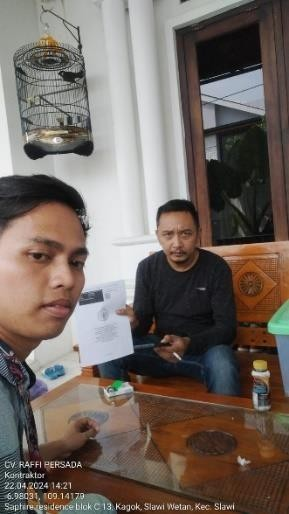 CV. RAFFI PERSADA
Kontraktor
22.04.2024 14:21
-6.98031, 109.14179
Saphire residence blok C 13 Kagok, Slawi Wetan, Kec. Slawi